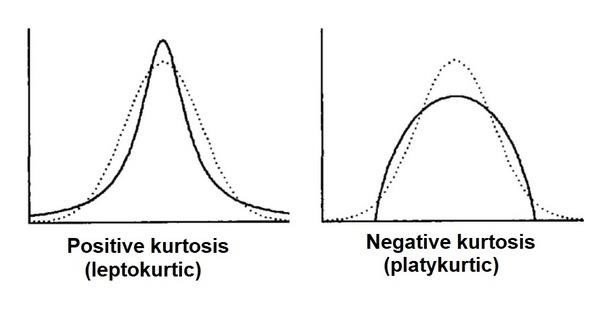 Positive kurtosis
(leptokurtic)
Negative kurtosis
(platykurtic)